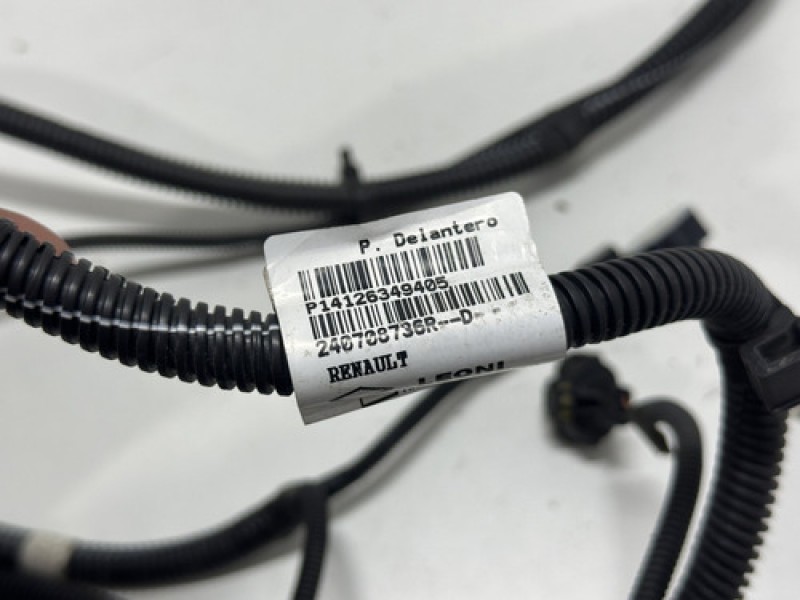 P. Delantero
P14126349405
240708736R--D-
RENAULT
LEONI